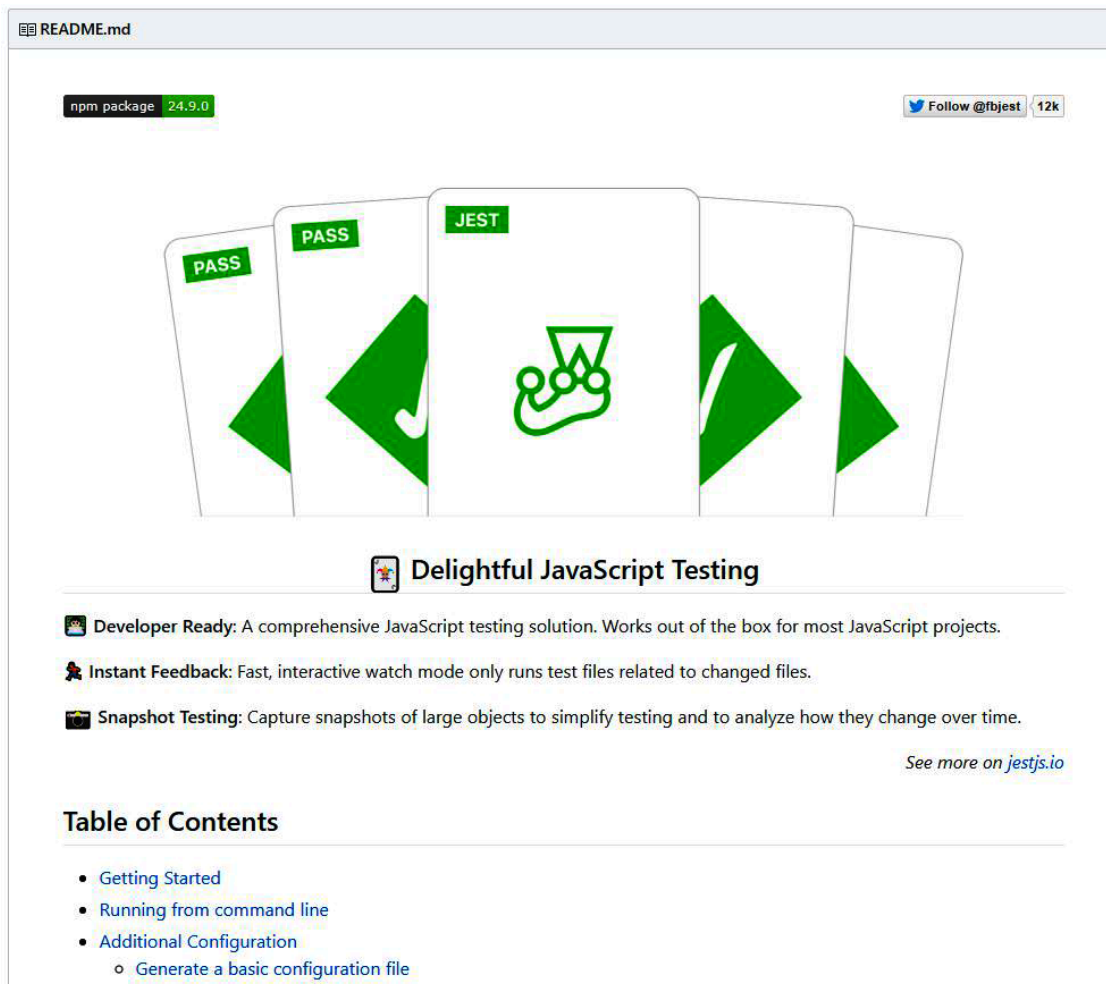 README.md
npm package 24.9.0
Follow @fbjest 12k
PASS
PASS
JEST
Delightful JavaScript Testing
Developer Ready: A comprehensive JavaScript testing solution. Works out of the box for most JavaScript projects.
Instant Feedback: Fast, interactive watch mode only runs test files related to changed files.
Snapshot Testing: Capture snapshots of large objects to simplify testing and to analyze how they change over time.
See more on jestjs.io
Table of Contents
Getting Started
Running from command line
Additional Configuration
Generate a basic configuration file